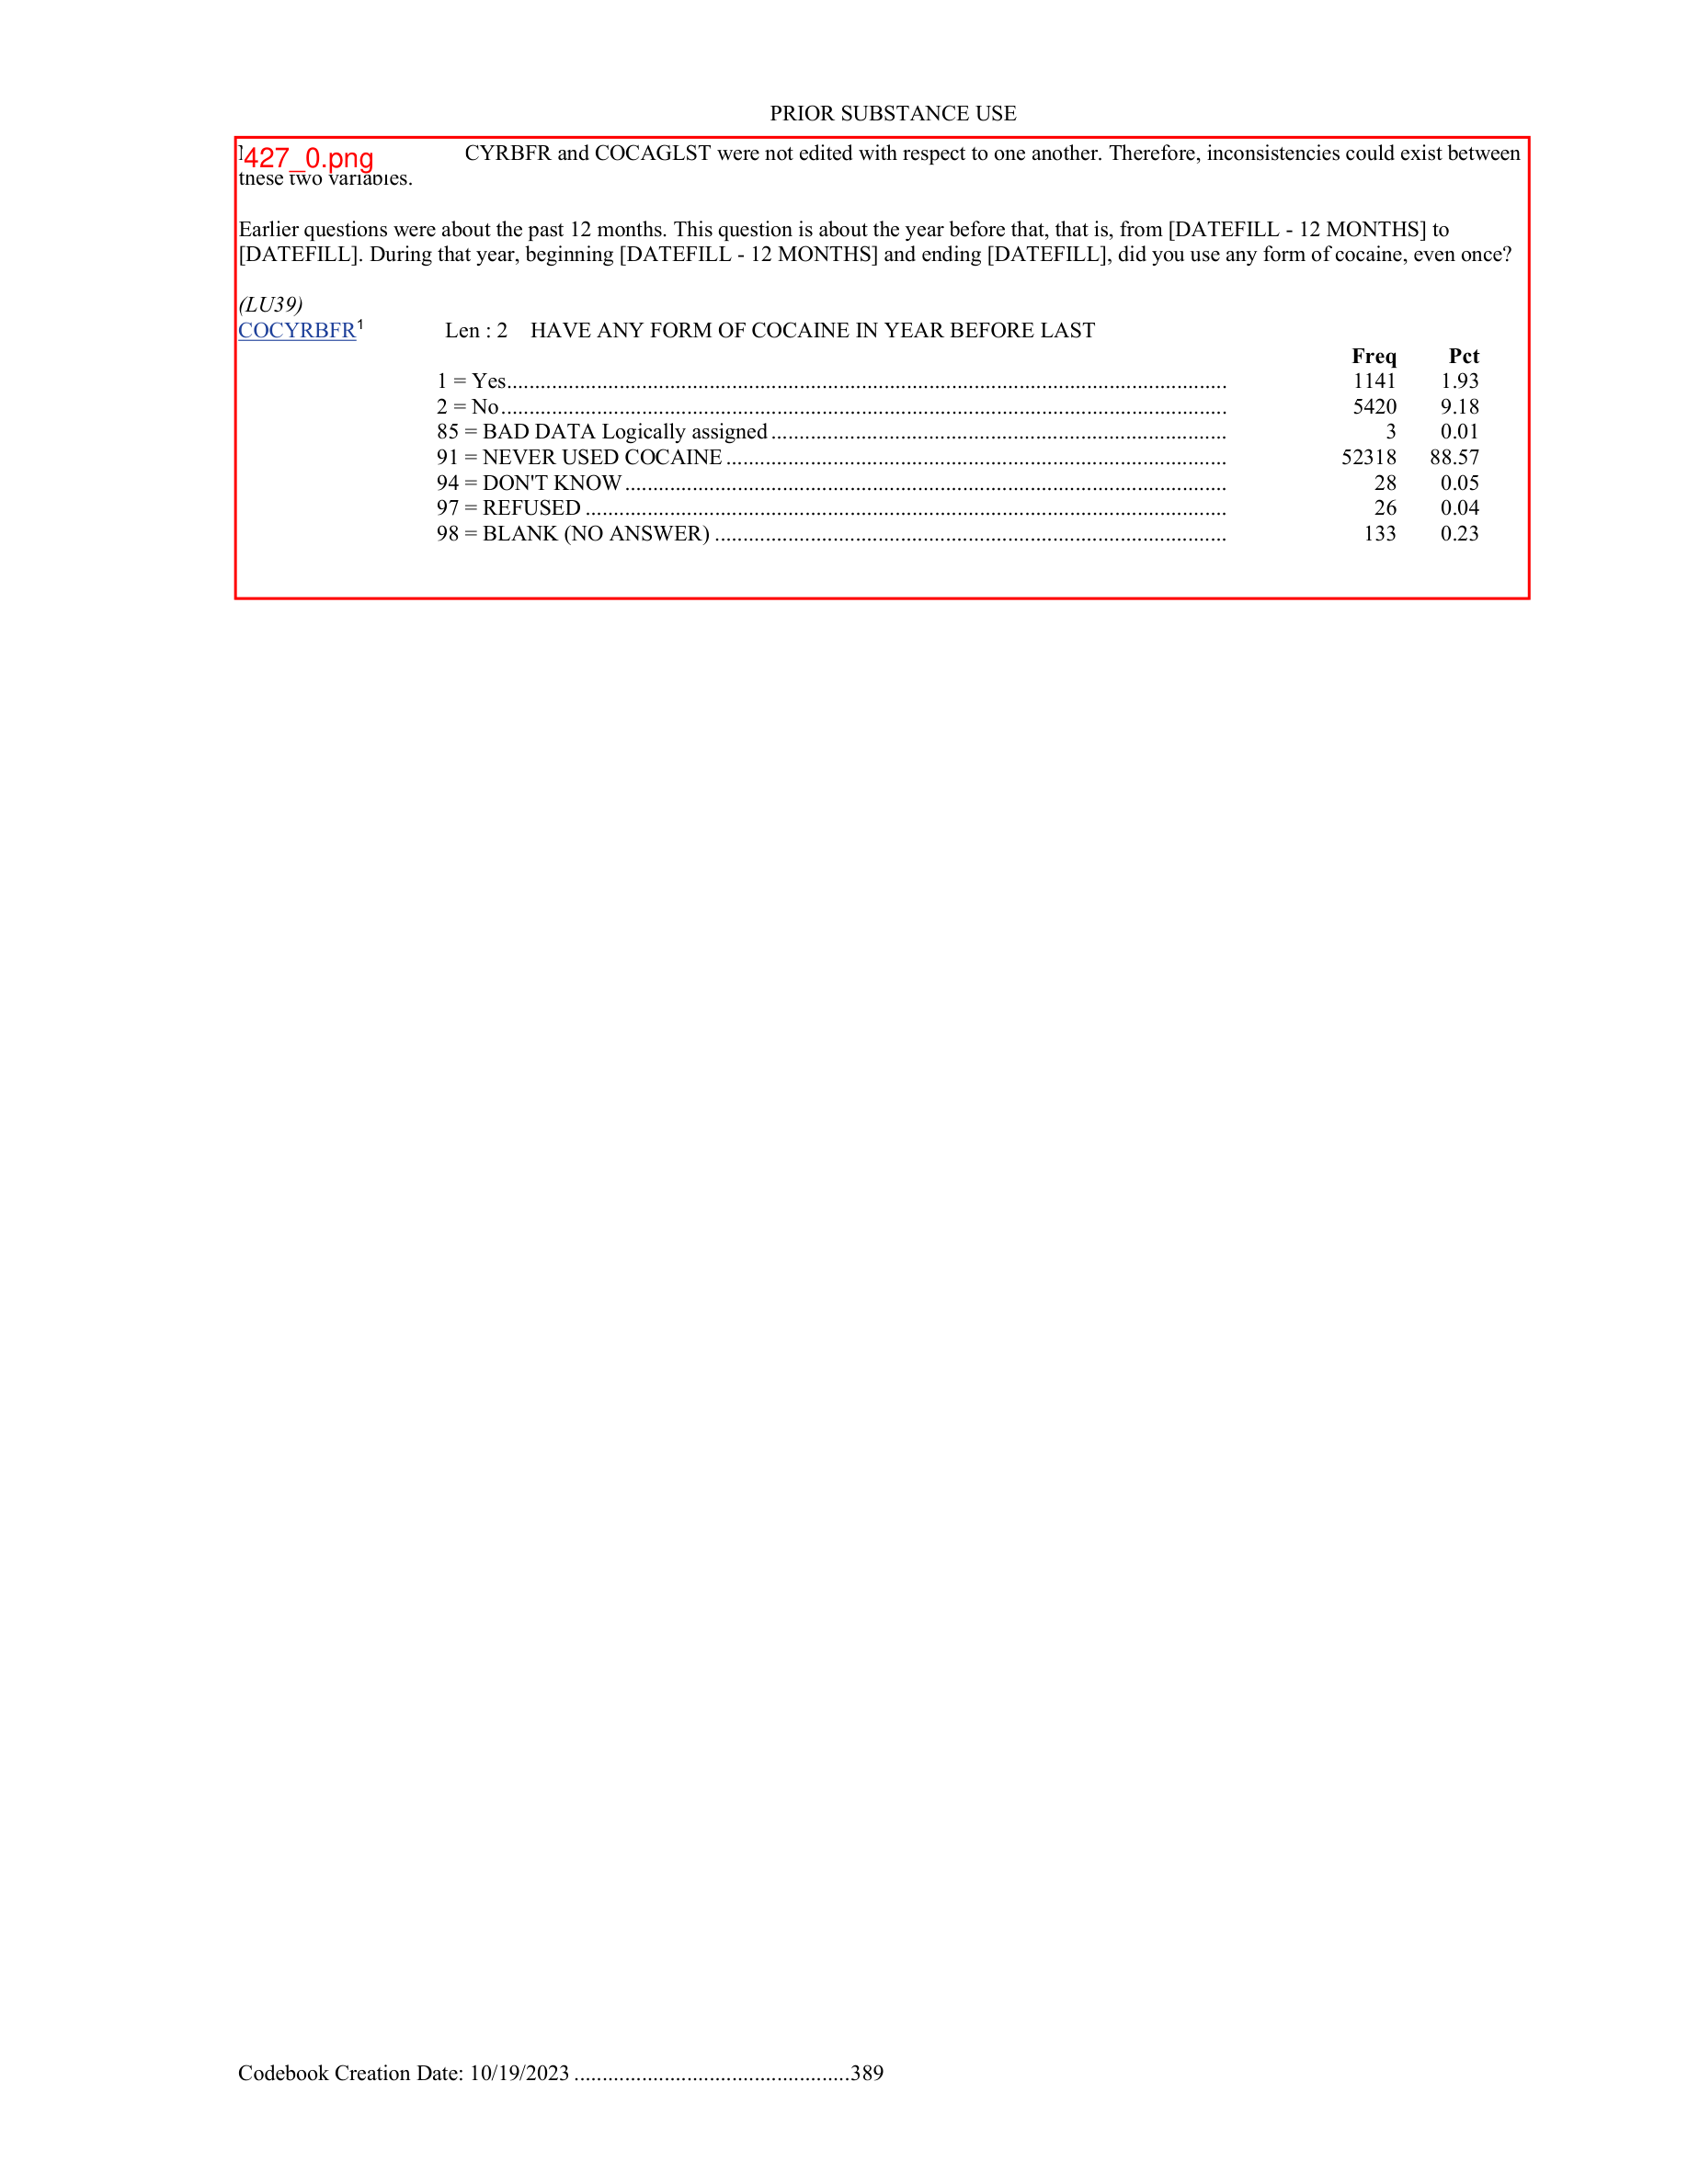 PRIOR SUBSTANCE USE
427_0.png CYRBFR and COCAGLST were not edited with respect to one another. Therefore, inconsistencies could exist between
these two variables.
Earlier questions were about the past 12 months. This question is about the year before that, that is, from [DATEFILL - 12 MONTHS] to
[DATEFILL]. During that year, beginning [DATEFILL - 12 MONTHS] and ending [DATEFILL], did you use any form of cocaine, even once?
(LU39)
COCYRBFR¹ Len : 2 HAVE ANY FORM OF COCAINE IN YEAR BEFORE LAST
Freq Pct
1 = Yes 1141 1.93
2 = No 5420 9.18
85 = BAD DATA Logically assigned 3 0.01
91 = NEVER USED COCAINE 52318 88.57
94 = DON'T KNOW 28 0.05
97 = REFUSED 26 0.04
98 = BLANK (NO ANSWER) 133 0.23
Codebook Creation Date: 10/19/2023 389